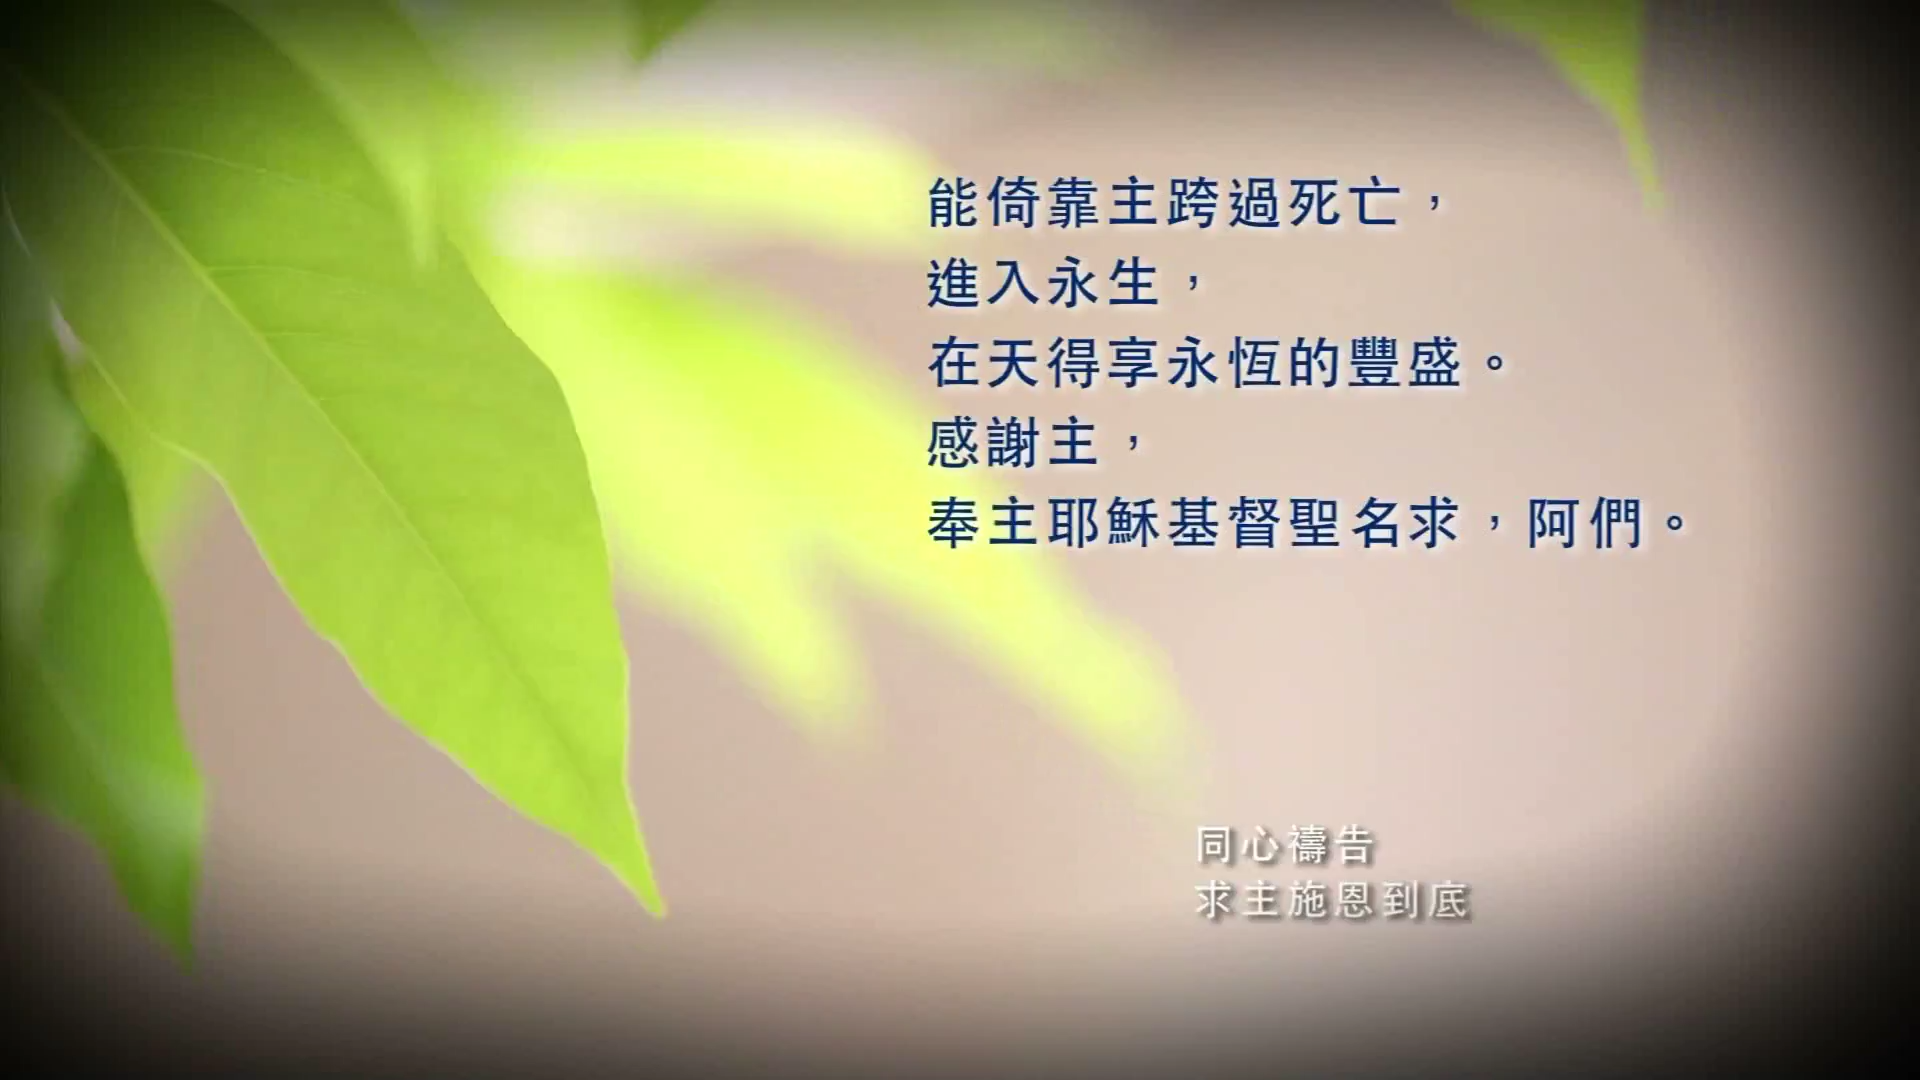 能倚靠主跨過死亡，
進入永生，
在天得享永恆的豐盛。
感謝主，
奉主耶穌基督聖名求，阿們。
同心禱告
求主施恩到底